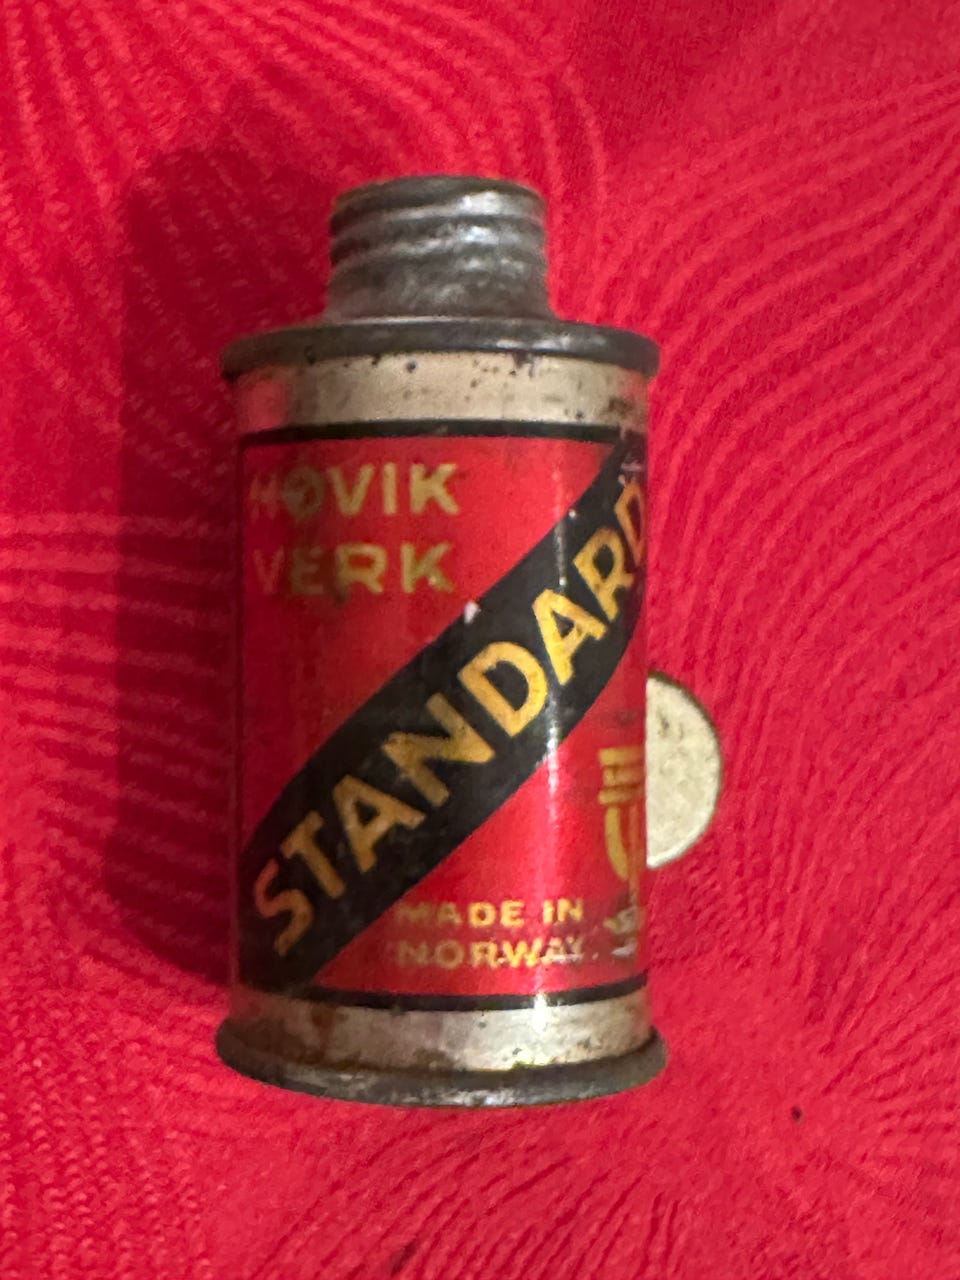 HØVIK
VERK
STANDARD
MADE IN
NORWAY.